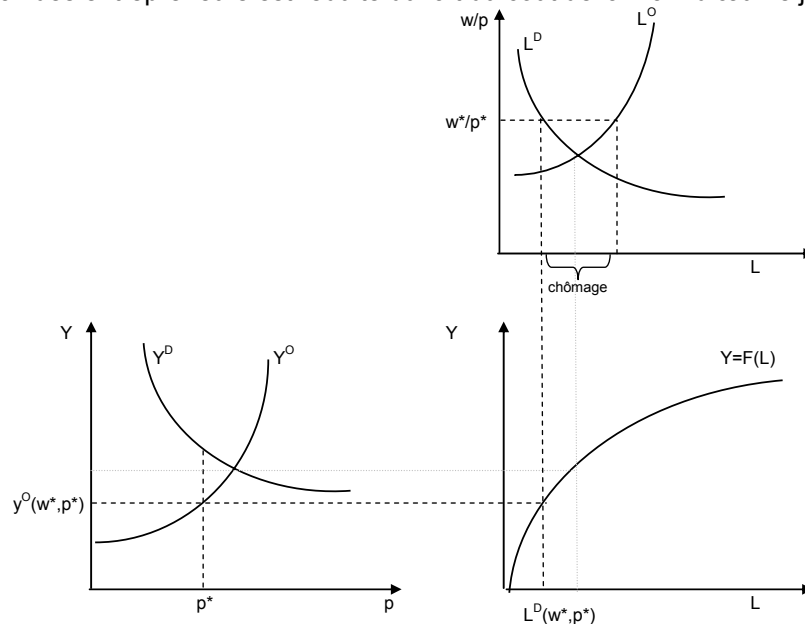 w/p
L^O
L^D
w*/p*
L
chômage
Y
Y^D
Y^O
y^O(w*,p*)
p*
p
Y
Y=F(L)
L^D(w*,p*)
L